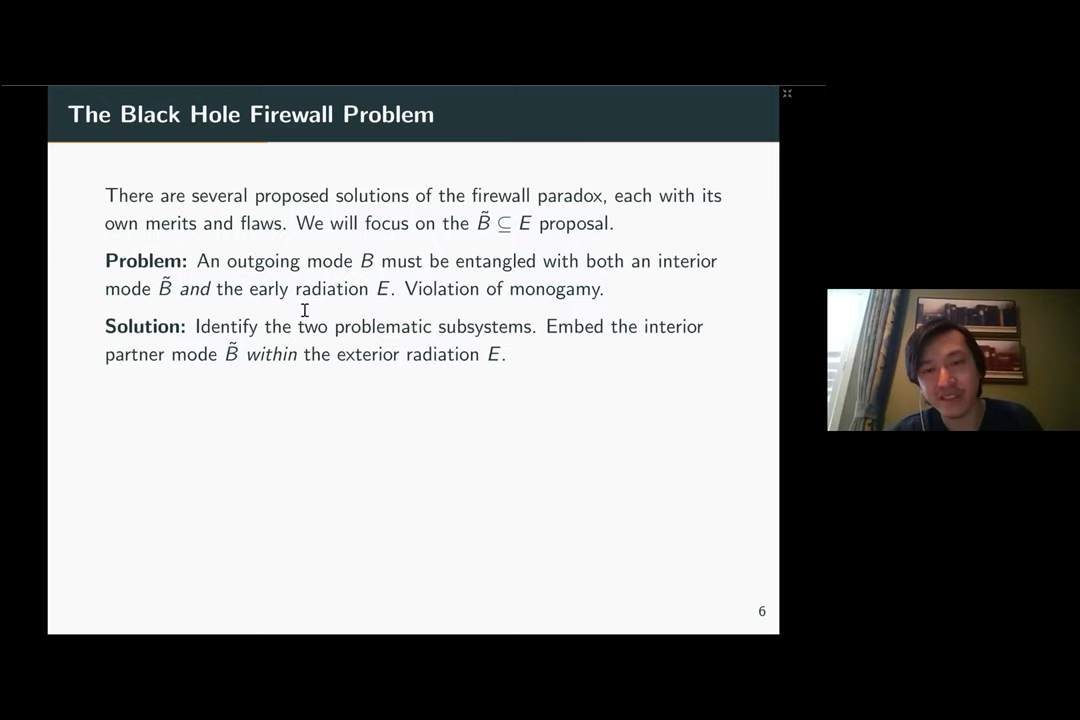 The Black Hole Firewall Problem
There are several proposed solutions of the firewall paradox, each with its
own merits and flaws. We will focus on the B̃ ⊆ E proposal.
Problem: An outgoing mode B must be entangled with both an interior
mode B̃ and the early radiation E. Violation of monogamy.
Solution: Identify the two problematic subsystems. Embed the interior
partner mode B̃ within the exterior radiation E.
6